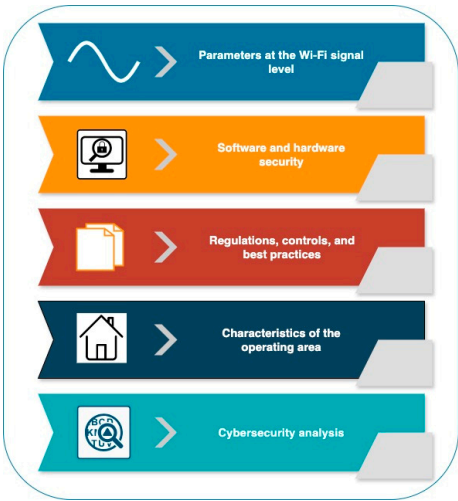 Parameters at the Wi-Fi signal
level
Software and hardware
security
Regulations, controls, and
best practices
Characteristics of the
operating area
Cybersecurity analysis